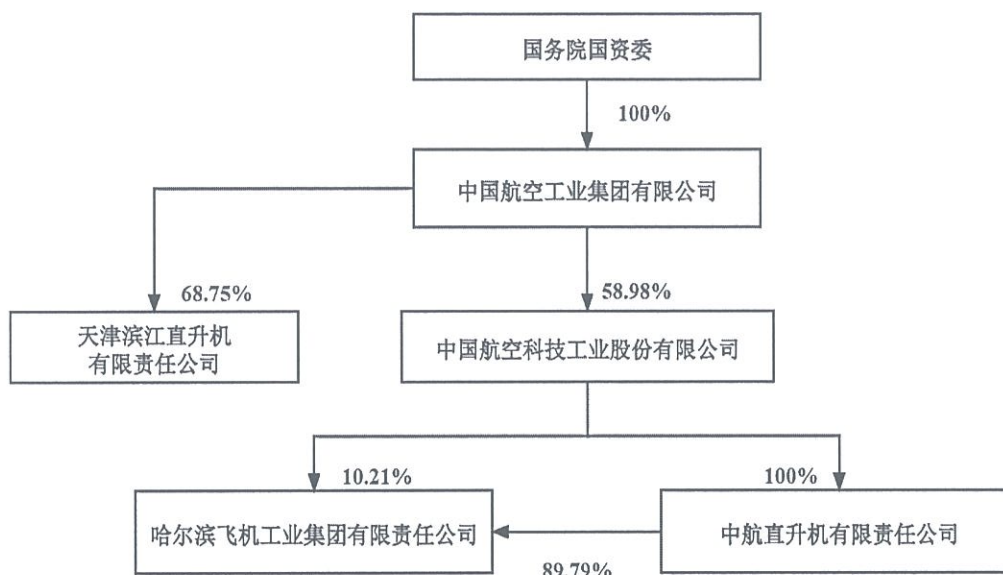 国务院国资委
100%
中国航空工业集团有限公司
68.75%
58.98%
天津滨江直升机
有限责任公司
中国航空科技工业股份有限公司
10.21%
100%
哈尔滨飞机工业集团有限责任公司
中航直升机有限责任公司
89.79%